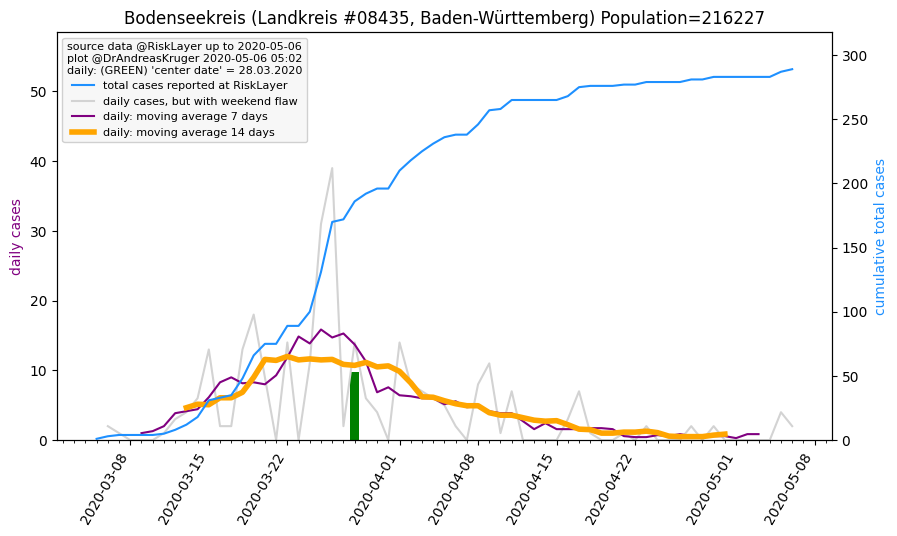 Bodenseekreis (Landkreis #08435, Baden-Württemberg) Population=216227
source data @RiskLayer up to 2020-05-06
plot @DrAndreasKruger 2020-05-06 05:02
daily: (GREEN) 'center date' = 28.03.2020
total cases reported at RiskLayer
daily cases, but with weekend flaw
daily: moving average 7 days
daily: moving average 14 days
daily cases
50
40
30
20
10
0
300
250
200
150
100
50
0
cumulative total cases
2020-03-08
2020-03-15
2020-03-22
2020-04-01
2020-04-08
2020-04-15
2020-04-22
2020-05-01
2020-05-08